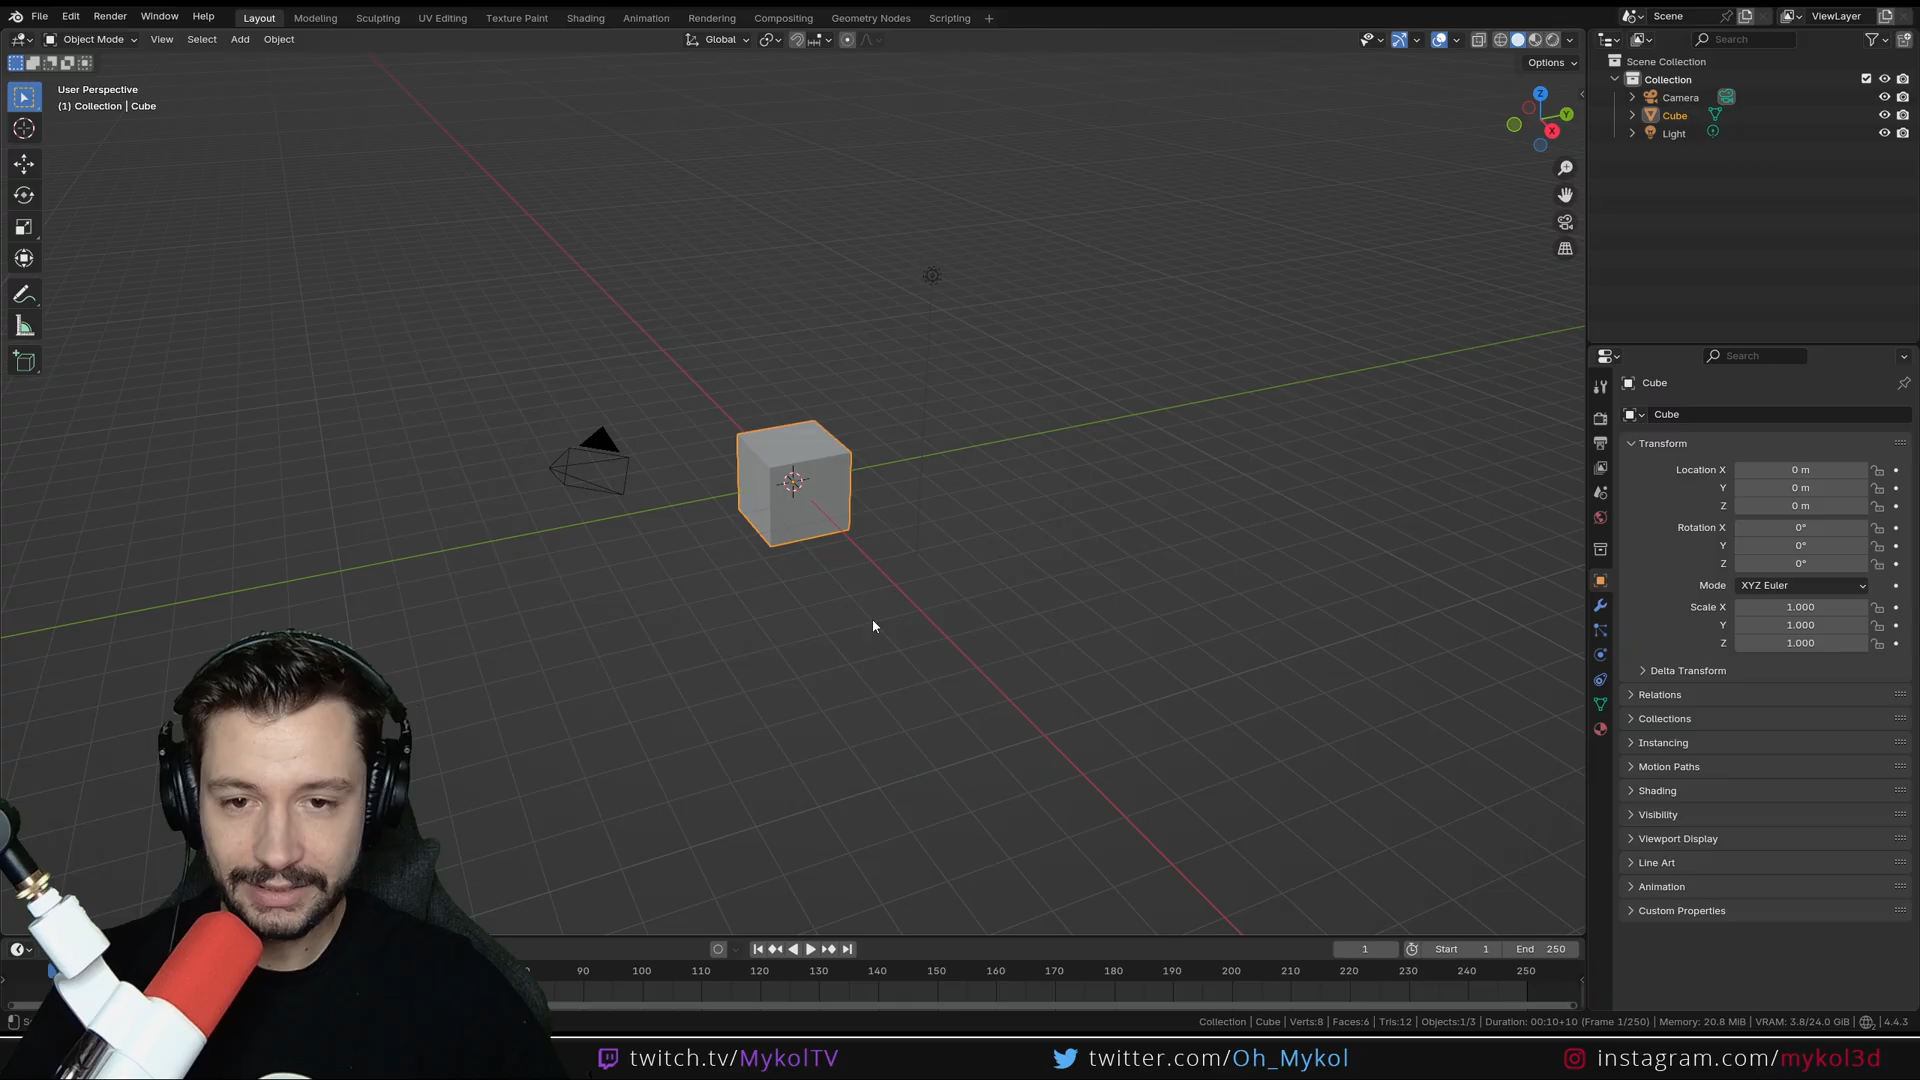 File Edit Render Window Help Layout Modeling Sculpting UV Editing Texture Paint Shading Animation Rendering Compositing Geometry Nodes Scripting + Scene ViewLayer
Object Mode View Select Add Object Global Search
Options
User Perspective
(1) Collection | Cube
Z
Y
X
Scene Collection
Collection
Camera
Cube
Light
Search
Cube
Cube
Transform
Location X 0 m
Y 0 m
Z 0 m
Rotation X 0°
Y 0°
Z 0°
Mode XYZ Euler
Scale X 1.000
Y 1.000
Z 1.000
Delta Transform
Relations
Collections
Instancing
Motion Paths
Shading
Visibility
Viewport Display
Line Art
Animation
Custom Properties
1 Start 1 End 250
90 100 110 120 130 140 150 160 170 180 190 200 210 220 230 240 250
Collection | Cube | Verts:8 | Faces:6 | Tris:12 | Objects:1/3 | Duration: 00:10+10 (Frame 1/250) | Memory: 20.8 MiB | VRAM: 3.8/24.0 GiB | 4.4.3
twitch.tv/MykolTV twitter.com/Oh_Mykol instagram.com/mykol3d